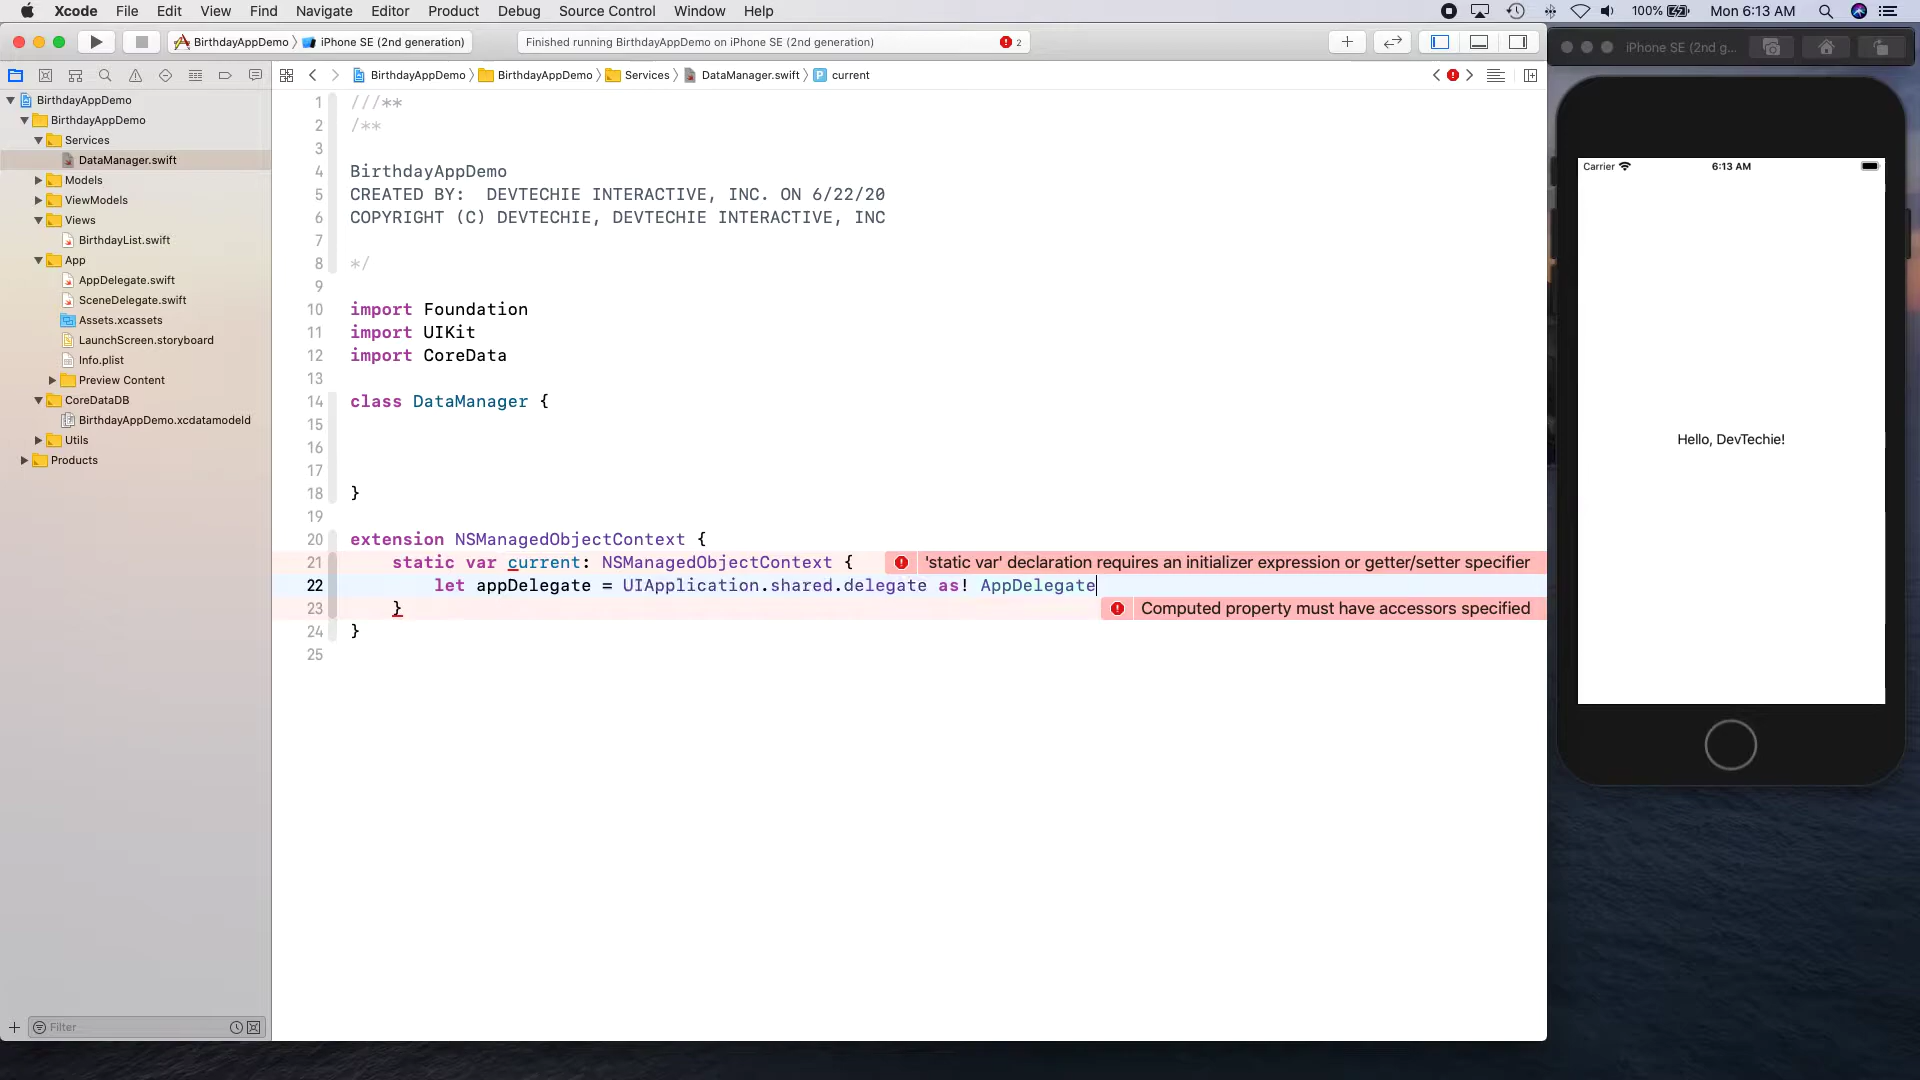 Xcode File Edit View Find Navigate Editor Product Debug Source Control Window Help 100% Mon 6:13 AM
BirthdayAppDemo iPhone SE (2nd generation) Finished running BirthdayAppDemo on iPhone SE (2nd generation) 2
iPhone SE (2nd g...
BirthdayAppDemo BirthdayAppDemo Services DataManager.swift P current
BirthdayAppDemo
BirthdayAppDemo
Services
DataManager.swift
Models
ViewModels
Views
BirthdayList.swift
App
AppDelegate.swift
SceneDelegate.swift
Assets.xcassets
LaunchScreen.storyboard
Info.plist
Preview Content
CoreDataDB
BirthdayAppDemo.xcdatamodeld
Utils
Products
Filter
1 ///**
2 /**
3
4 BirthdayAppDemo
5 CREATED BY:  DEVTECHIE INTERACTIVE, INC. ON 6/22/20
6 COPYRIGHT (C) DEVTECHIE, DEVTECHIE INTERACTIVE, INC
7
8 */
9
10 import Foundation
11 import UIKit
12 import CoreData
13
14 class DataManager {
15
16
17
18 }
19
20 extension NSManagedObjectContext {
21 static var current: NSManagedObjectContext { 'static var' declaration requires an initializer expression or getter/setter specifier
22 let appDelegate = UIApplication.shared.delegate as! AppDelegate
23 } Computed property must have accessors specified
24 }
25
Carrier 6:13 AM
Hello, DevTechie!